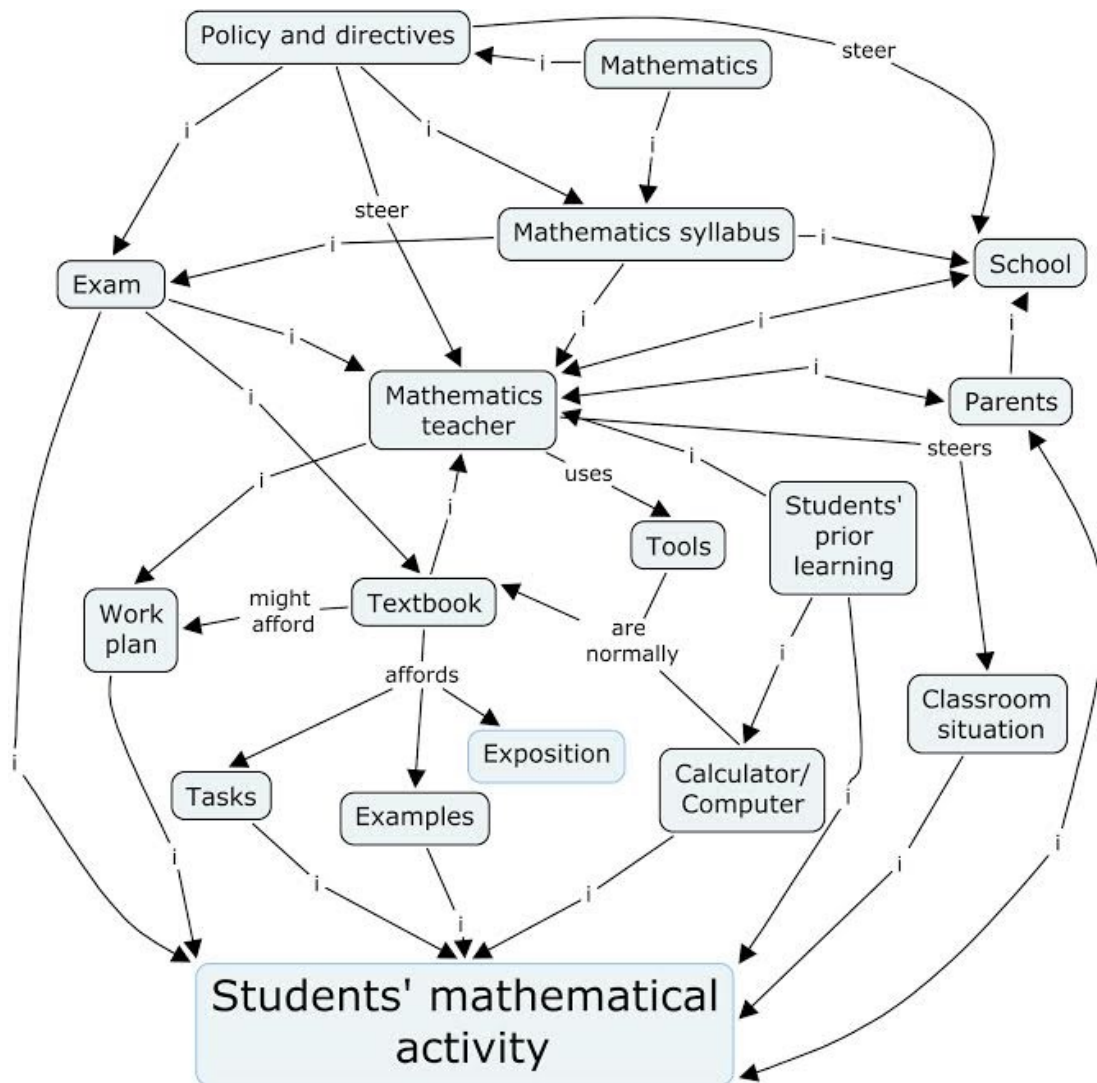 Policy and directives
steer
i
Mathematics
i
i
i
steer
Mathematics syllabus
i
i
School
Exam
i
i
i
i
i
Mathematics
teacher
i
Parents
i
steers
i
i
uses
i
Students'
prior
learning
Tools
Work
plan
might
afford
Textbook
are
normally
i
affords
Classroom
situation
Exposition
i
Tasks
Examples
Calculator/
Computer
i
i
i
i
i
i
i
Students' mathematical
activity